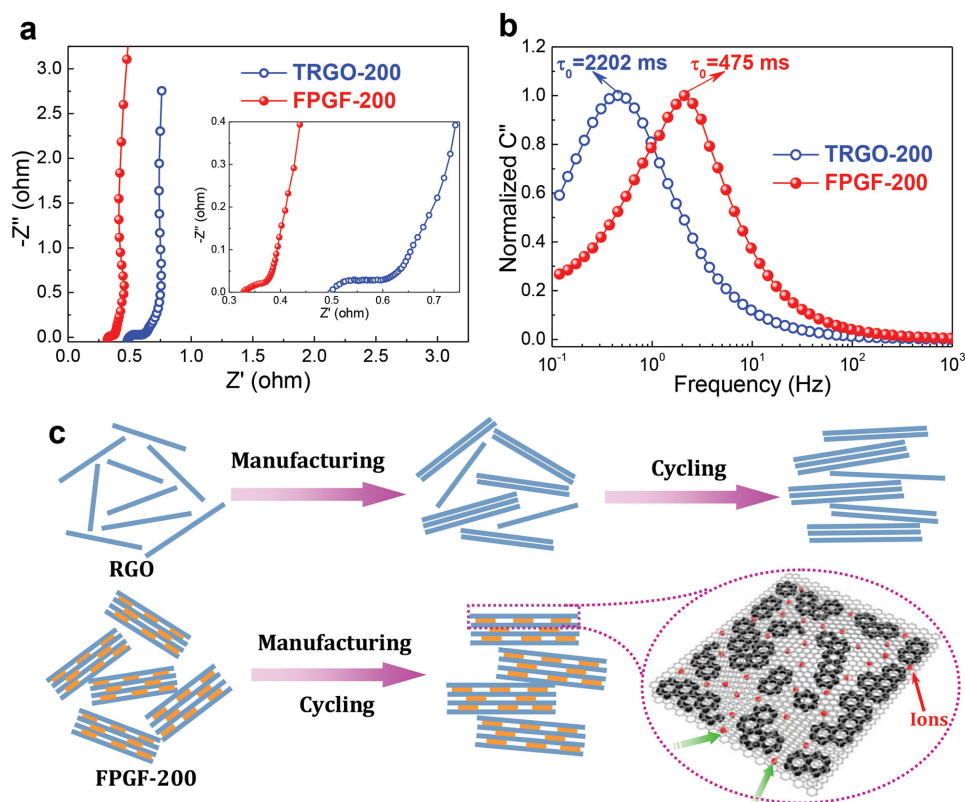 a
3.0
2.5
2.0
1.5
1.0
0.5
0.0
-Z″ (ohm)
0.0 0.5 1.0 1.5 2.0 2.5 3.0
Z' (ohm)
TRGO-200
FPGF-200
0.4
0.3
0.2
0.1
0.0
-Z″ (ohm)
0.3 0.4 0.5 0.6 0.7
Z' (ohm)
b
1.2
1.0
0.8
0.6
0.4
0.2
0.0
Normalized C″
10⁻¹ 10⁰ 10¹ 10² 10³
Frequency (Hz)
τ₀=2202 ms
τ₀=475 ms
TRGO-200
FPGF-200
c
RGO
Manufacturing
Cycling
FPGF-200
Manufacturing
Cycling
Ions